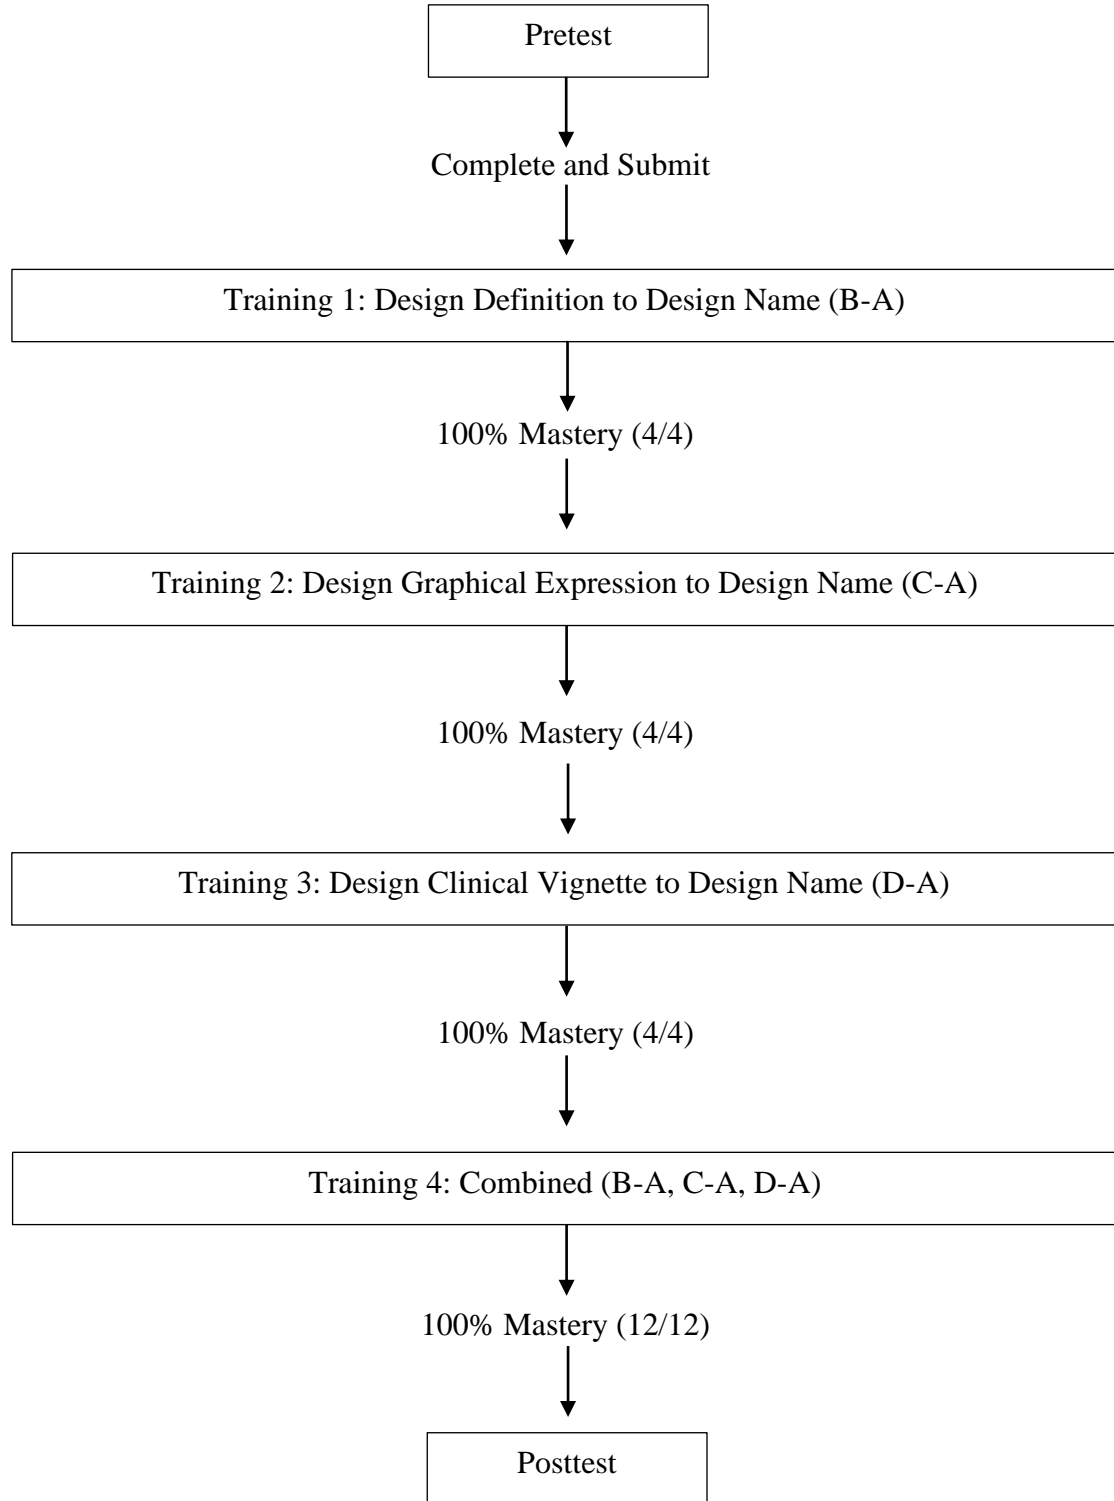 Pretest
Complete and Submit
Training 1: Design Definition to Design Name (B-A)
100% Mastery (4/4)
Training 2: Design Graphical Expression to Design Name (C-A)
100% Mastery (4/4)
Training 3: Design Clinical Vignette to Design Name (D-A)
100% Mastery (4/4)
Training 4: Combined (B-A, C-A, D-A)
100% Mastery (12/12)
Posttest